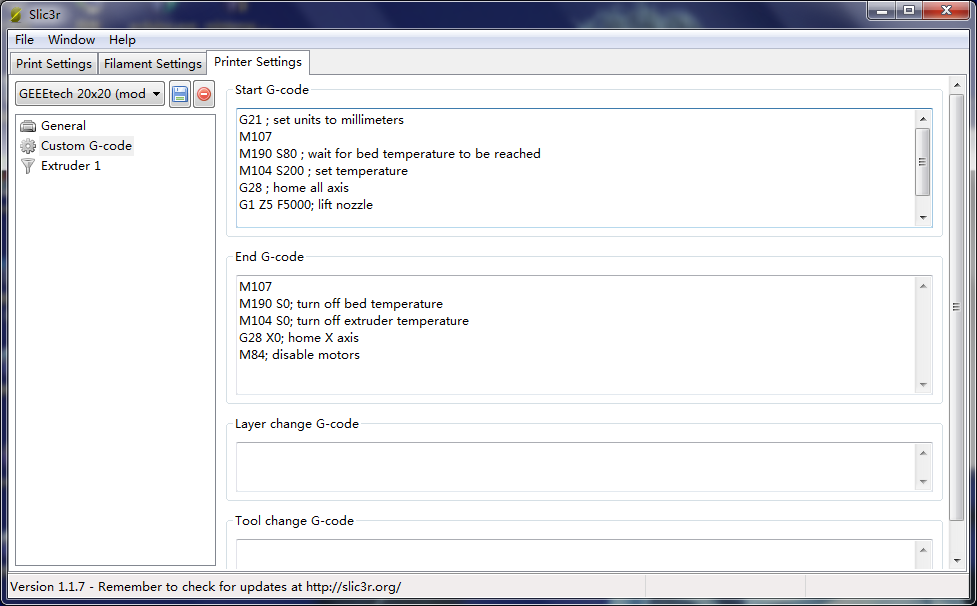 Slic3r
File Window Help
Print Settings Filament Settings Printer Settings
GEEEtech 20x20 (mod
General
Custom G-code
Extruder 1
Start G-code
G21 ; set units to millimeters
M107
M190 S80 ; wait for bed temperature to be reached
M104 S200 ; set temperature
G28 ; home all axis
G1 Z5 F5000; lift nozzle
End G-code
M107
M190 S0; turn off bed temperature
M104 S0; turn off extruder temperature
G28 X0; home X axis
M84; disable motors
Layer change G-code
Tool change G-code
Version 1.1.7 - Remember to check for updates at http://slic3r.org/